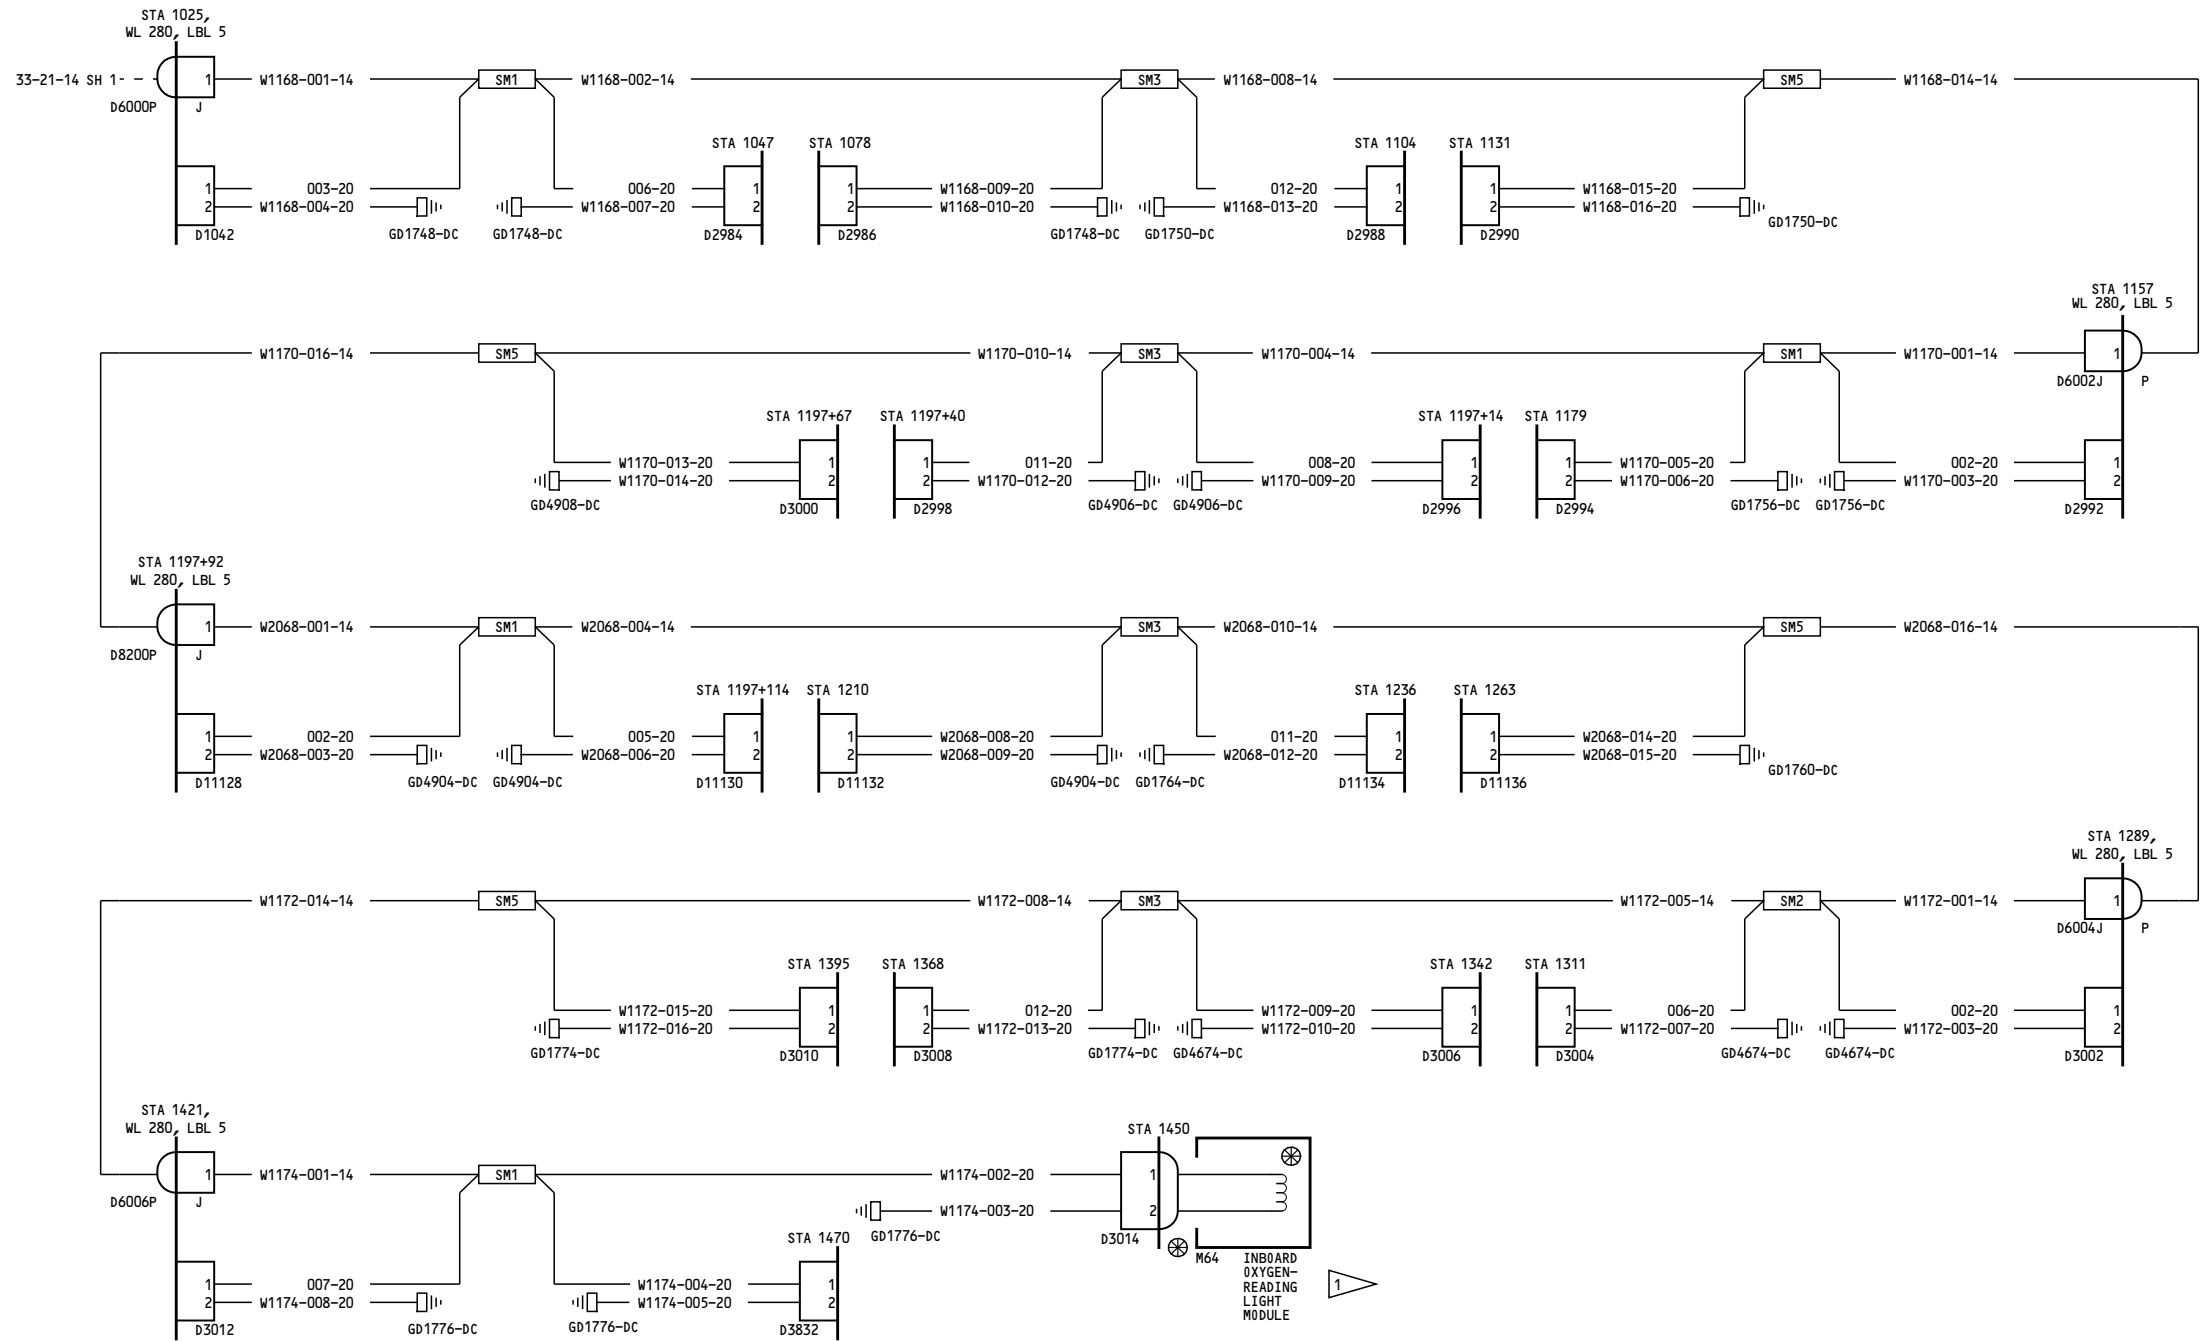 STA 1025,
WL 280, LBL 5
33-21-14 SH 1
1 W1168-001-14 SM1 W1168-002-14 SM3 W1168-008-14 SM5 W1168-014-14
D6000P J
STA 1047 STA 1078 STA 1104 STA 1131
1 003-20 006-20 1 1 W1168-009-20 012-20 1 1 W1168-015-20
2 W1168-004-20 W1168-007-20 2 2 W1168-010-20 W1168-013-20 2 2 W1168-016-20
D1042 GD1748-DC GD1748-DC D2984 D2986 GD1748-DC GD1750-DC D2988 D2990 GD1750-DC
STA 1157
WL 280, LBL 5
W1170-016-14 SM5 W1170-010-14 SM3 W1170-004-14 SM1 W1170-001-14 1
D6002J P
STA 1197+67 STA 1197+40 STA 1197+14 STA 1179
W1170-013-20 1 1 011-20 008-20 1 1 W1170-005-20 002-20 1
W1170-014-20 2 2 W1170-012-20 W1170-009-20 2 2 W1170-006-20 W1170-003-20 2
GD4908-DC D3000 D2998 GD4906-DC GD4906-DC D2996 D2994 GD1756-DC GD1756-DC D2992
STA 1197+92
WL 280, LBL 5
1 W2068-001-14 SM1 W2068-004-14 SM3 W2068-010-14 SM5 W2068-016-14
D8200P J
STA 1197+114 STA 1210 STA 1236 STA 1263
1 002-20 005-20 1 1 W2068-008-20 011-20 1 1 W2068-014-20
2 W2068-003-20 W2068-006-20 2 2 W2068-009-20 W2068-012-20 2 2 W2068-015-20
D11128 GD4904-DC GD4904-DC D11130 D11132 GD4904-DC GD1764-DC D11134 D11136 GD1760-DC
STA 1289,
WL 280, LBL 5
W1172-014-14 SM5 W1172-008-14 SM3 W1172-005-14 SM2 W1172-001-14 1
D6004J P
STA 1395 STA 1368 STA 1342 STA 1311
W1172-015-20 1 1 012-20 W1172-009-20 1 1 006-20 002-20 1
W1172-016-20 2 2 W1172-013-20 W1172-010-20 2 2 W1172-007-20 W1172-003-20 2
GD1774-DC D3010 D3008 GD1774-DC GD4674-DC D3006 D3004 GD4674-DC GD4674-DC D3002
STA 1421,
WL 280, LBL 5
STA 1450
1 W1174-001-14 SM1 W1174-002-20 1
D6006P J
W1174-003-20 2
GD1776-DC D3014
STA 1470
M64 INBOARD
OXYGEN-
READING
LIGHT
MODULE
1
1 007-20 W1174-004-20 1
2 W1174-008-20 W1174-005-20 2
D3012 GD1776-DC GD1776-DC D3832